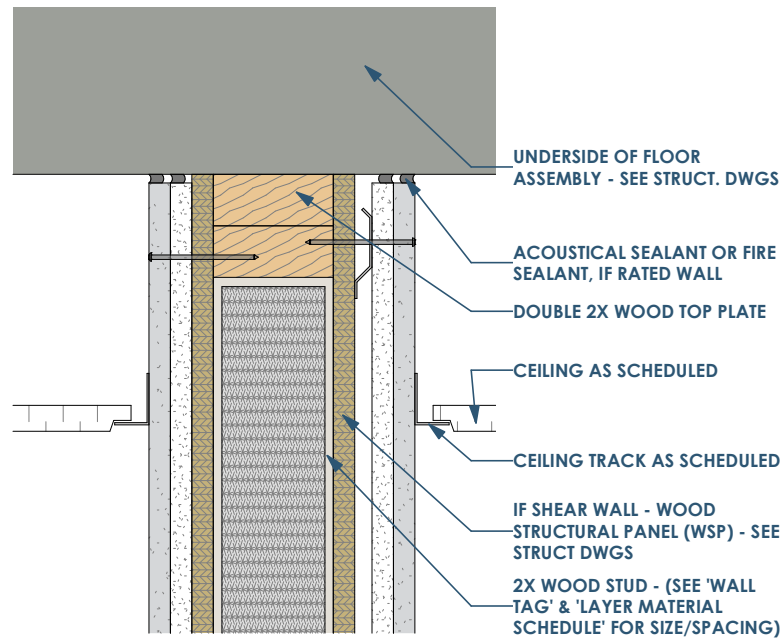 UNDERSIDE OF FLOOR
ASSEMBLY - SEE STRUCT. DWGS
ACOUSTICAL SEALANT OR FIRE
SEALANT, IF RATED WALL
DOUBLE 2X WOOD TOP PLATE
CEILING AS SCHEDULED
CEILING TRACK AS SCHEDULED
IF SHEAR WALL - WOOD
STRUCTURAL PANEL (WSP) - SEE
STRUCT DWGS
2X WOOD STUD - (SEE 'WALL
TAG' & 'LAYER MATERIAL
SCHEDULE' FOR SIZE/SPACING)